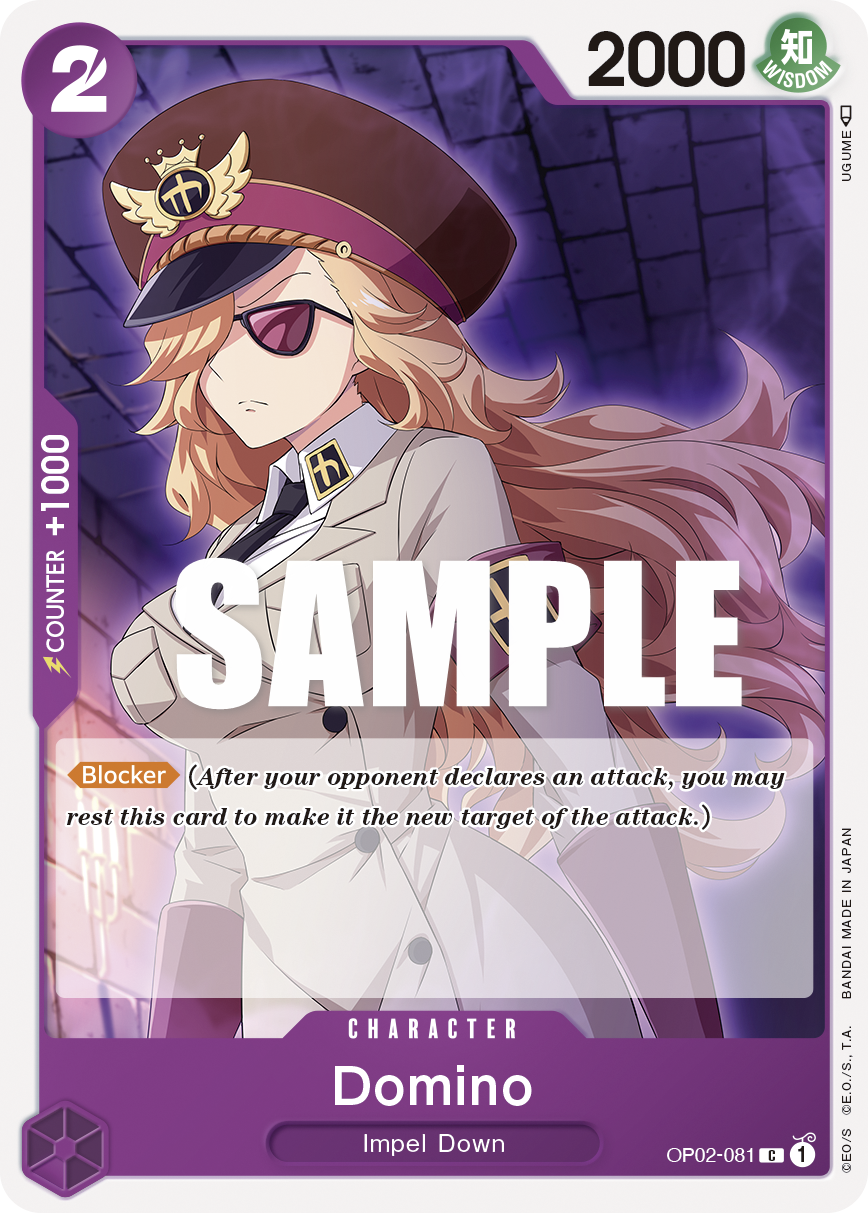 2
2000
知
WISDOM
UGUME
COUNTER +1000
SAMPLE
Blocker (After your opponent declares an attack, you may
rest this card to make it the new target of the attack.)
CHARACTER
Domino
Impel Down
OP02-081 C 1
©EO/S ©E.O./S., T.A. BANDAI MADE IN JAPAN